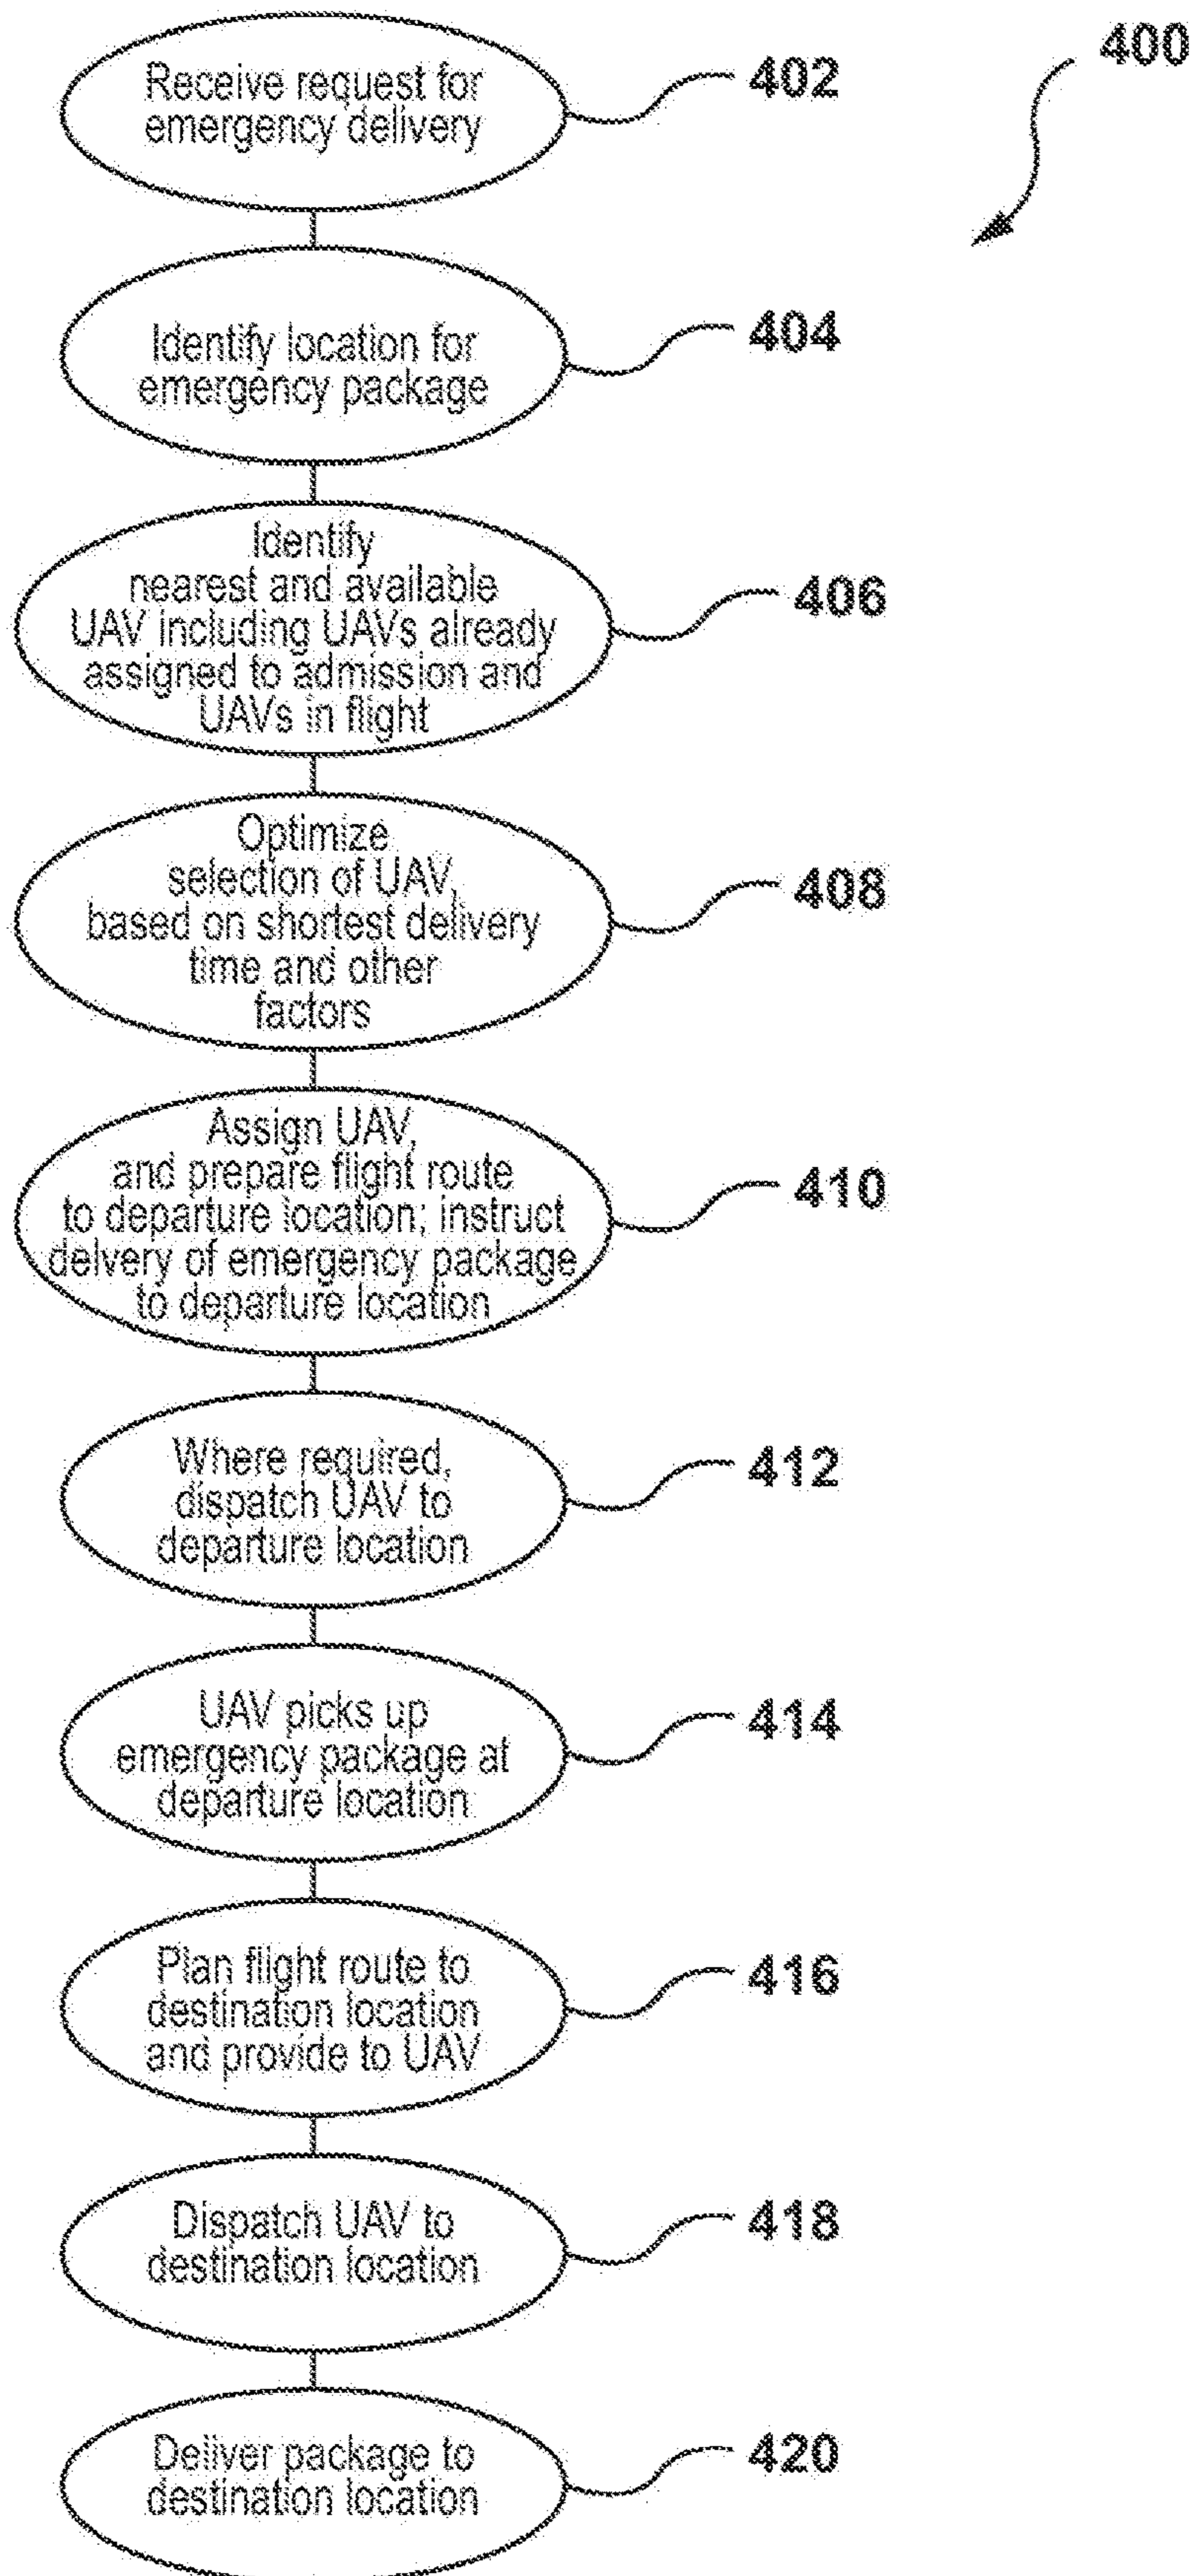 400
Receive request for
emergency delivery
402
Identify location for
emergency package
404
Identify
nearest and available
UAV including UAVs already
assigned to admission and
UAVs in flight
406
Optimize
selection of UAV,
based on shortest delivery
time and other
factors
408
Assign UAV,
and prepare flight route
to departure location; instruct
delvery of emergency package
to departure location
410
Where required,
dispatch UAV to
departure location
412
UAV picks up
emergency package at
departure location
414
Plan flight route to
destination location
and provide to UAV
416
Dispatch UAV to
destination location
418
Deliver package to
destination location
420